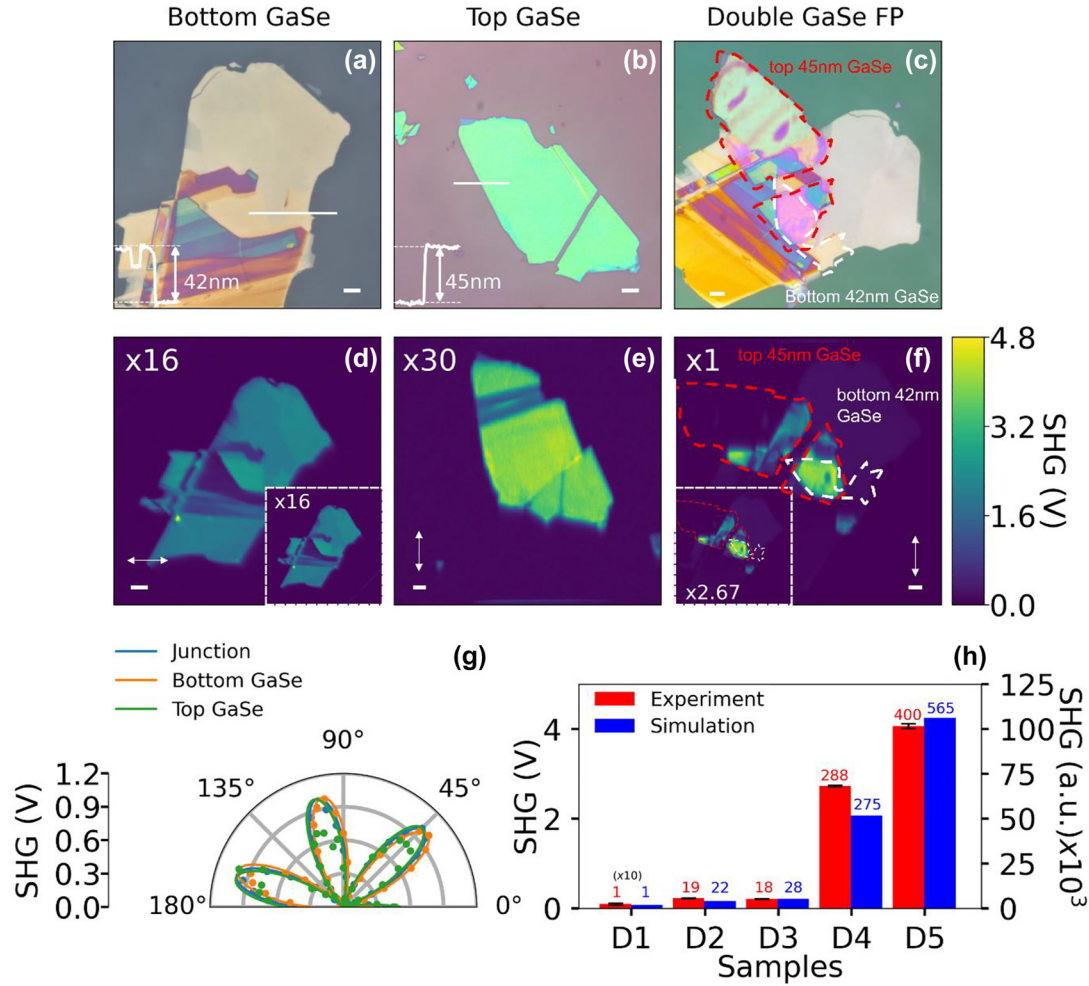 Bottom GaSe
Top GaSe
Double GaSe FP
(a)
42nm
(b)
45nm
(c)
top 45nm GaSe
Bottom 42nm GaSe
x16
(d)
x16
x30
(e)
x1
top 45nm GaSe
(f)
bottom 42nm
GaSe
x2.67
4.8
3.2
1.6
0.0
SHG (V)
Junction
Bottom GaSe
Top GaSe
(g)
90°
135°
45°
180°
0°
1.2
0.9
0.6
0.3
0.0
SHG (V)
(h)
Experiment
Simulation
4
2
0
SHG (V)
(x10)
1
1
19
22
18
28
288
275
400
565
125
100
75
50
25
0
SHG (a.u.)x10³
D1
D2
D3
D4
D5
Samples